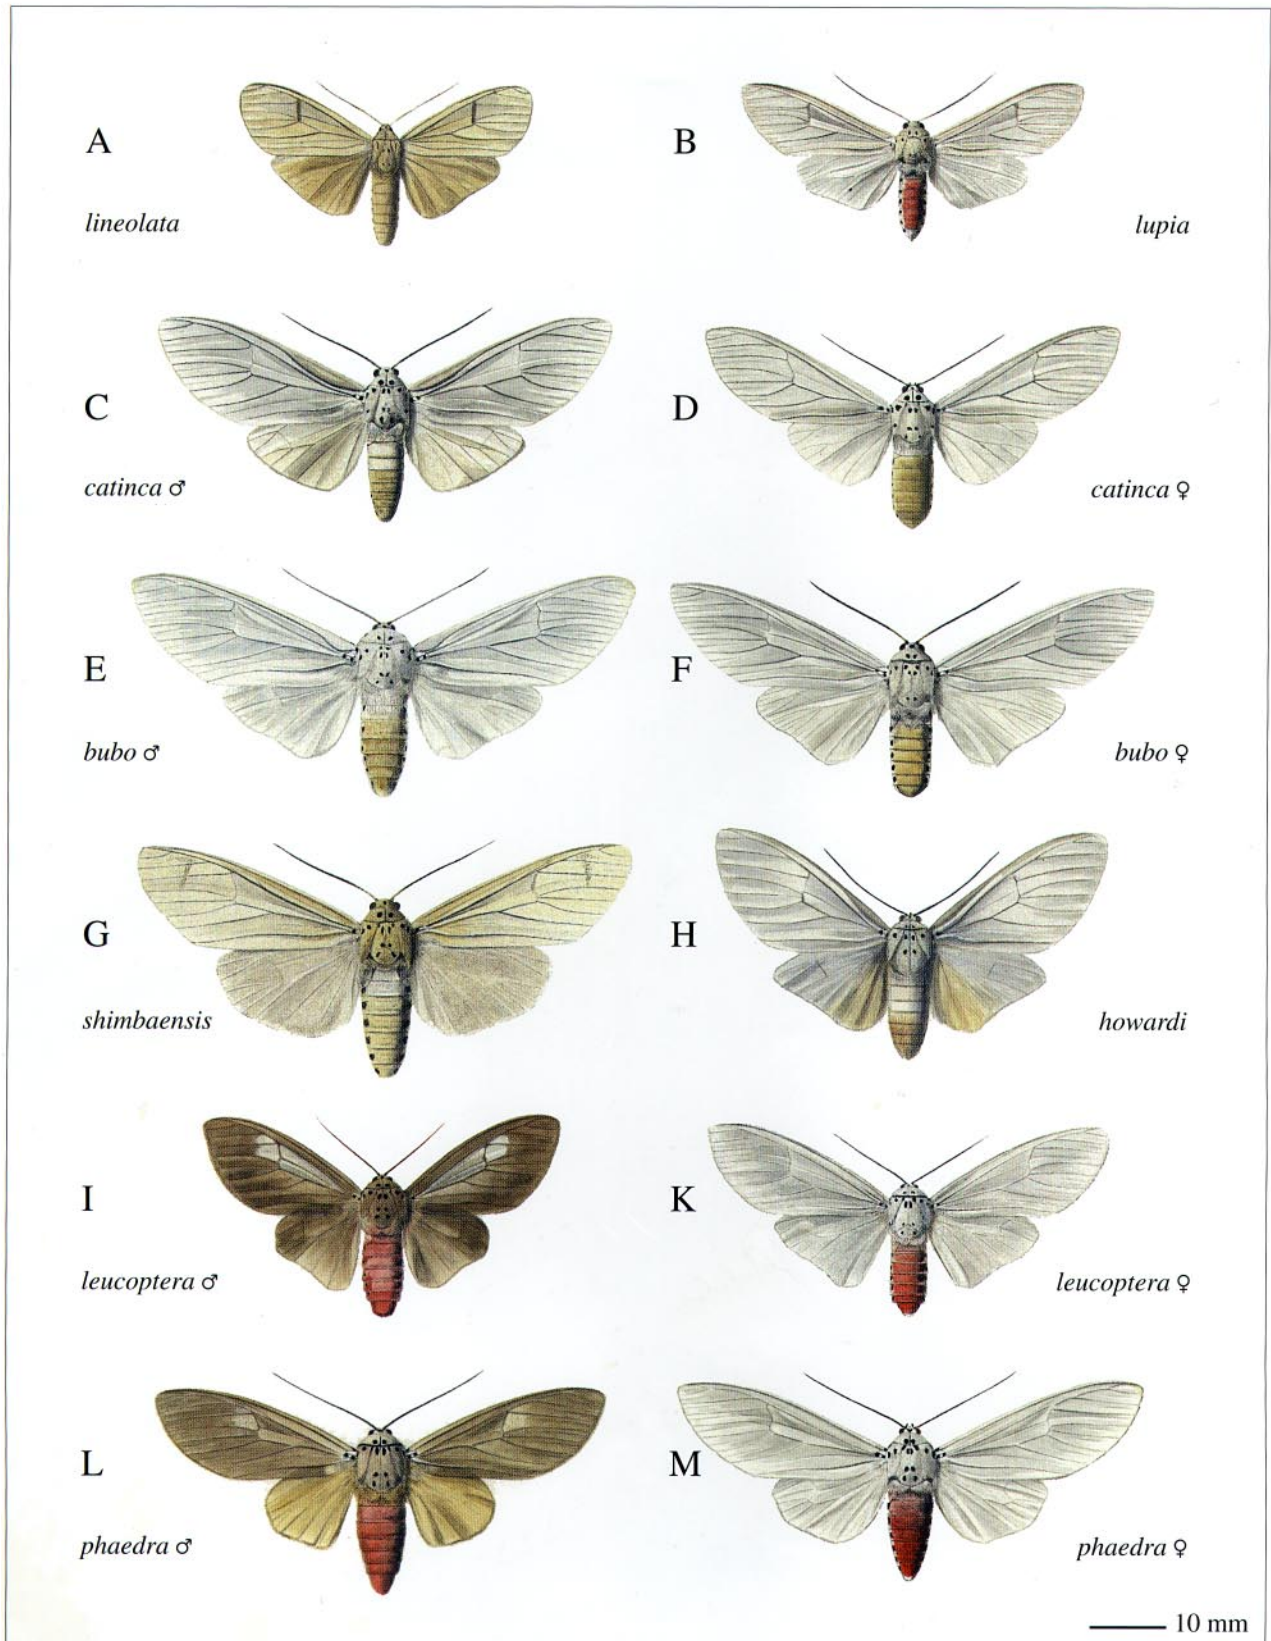 A
lineolata
B
lupia
C
catinca ♂
D
catinca ♀
E
bubo ♂
F
bubo ♀
G
shimbaensis
H
howardi
I
leucoptera ♂
K
leucoptera ♀
L
phaedra ♂
M
phaedra ♀
10 mm